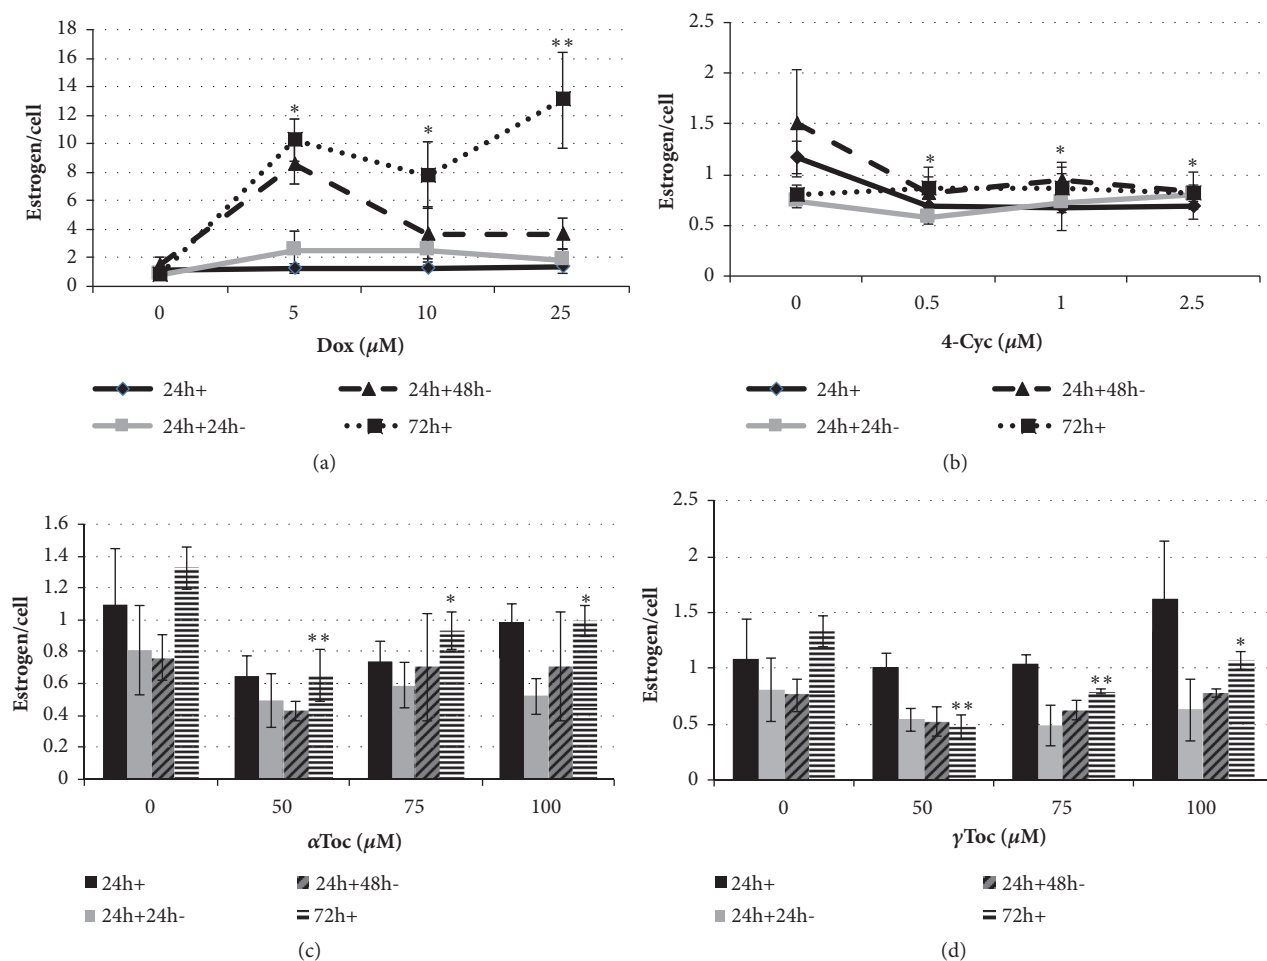 18
16
14
12
10
8
6
4
2
0
Estrogen/cell
* * **
0 5 10 25
Dox (μM)
24h+ 24h+48h-
24h+24h- 72h+
(a)
2.5
2
1.5
1
0.5
0
Estrogen/cell
* * *
0 0.5 1 2.5
4-Cyc (μM)
24h+ 24h+48h-
24h+24h- 72h+
(b)
1.6
1.4
1.2
1
0.8
0.6
0.4
0.2
0
Estrogen/cell
** * *
0 50 75 100
αToc (μM)
24h+ 24h+48h-
24h+24h- 72h+
(c)
2.5
2
1.5
1
0.5
0
Estrogen/cell
** ** *
0 50 75 100
γToc (μM)
24h+ 24h+48h-
24h+24h- 72h+
(d)